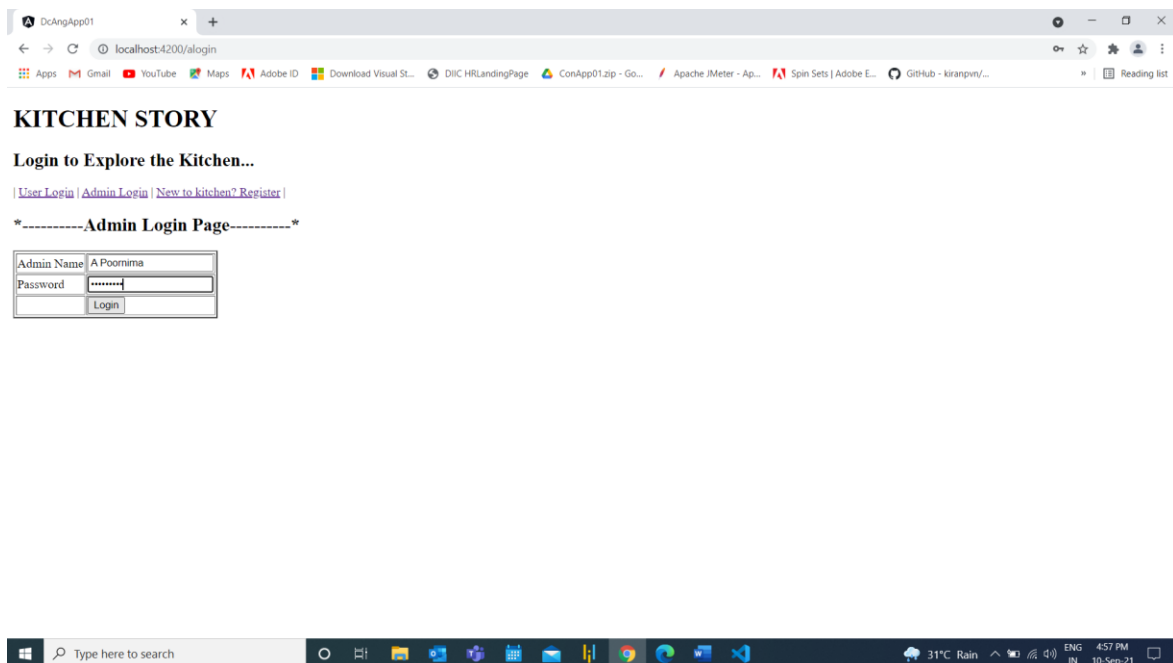 DcAngApp01
localhost:4200/alogin
Apps Gmail YouTube Maps Adobe ID Download Visual St... DIIC HRLandingPage ConApp01.zip - Go... Apache JMeter - Ap... Spin Sets | Adobe E... GitHub - kiranpvn/... » Reading list
KITCHEN STORY
Login to Explore the Kitchen...
| User Login | Admin Login | New to kitchen? Register |
*----------Admin Login Page----------*
Admin Name A Poornima
Password •••••••••
Login
Type here to search 31°C Rain ENG 4:57 PM
IN 10-Sep-21